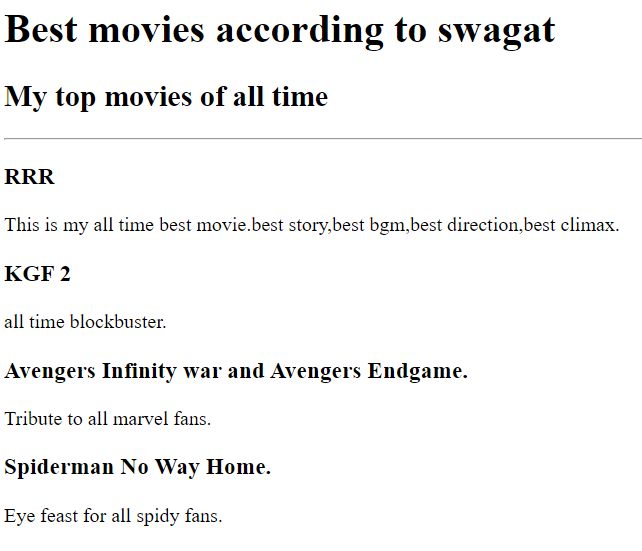 Best movies according to swagat
My top movies of all time
RRR
This is my all time best movie.best story,best bgm,best direction,best climax.
KGF 2
all time blockbuster.
Avengers Infinity war and Avengers Endgame.
Tribute to all marvel fans.
Spiderman No Way Home.
Eye feast for all spidy fans.